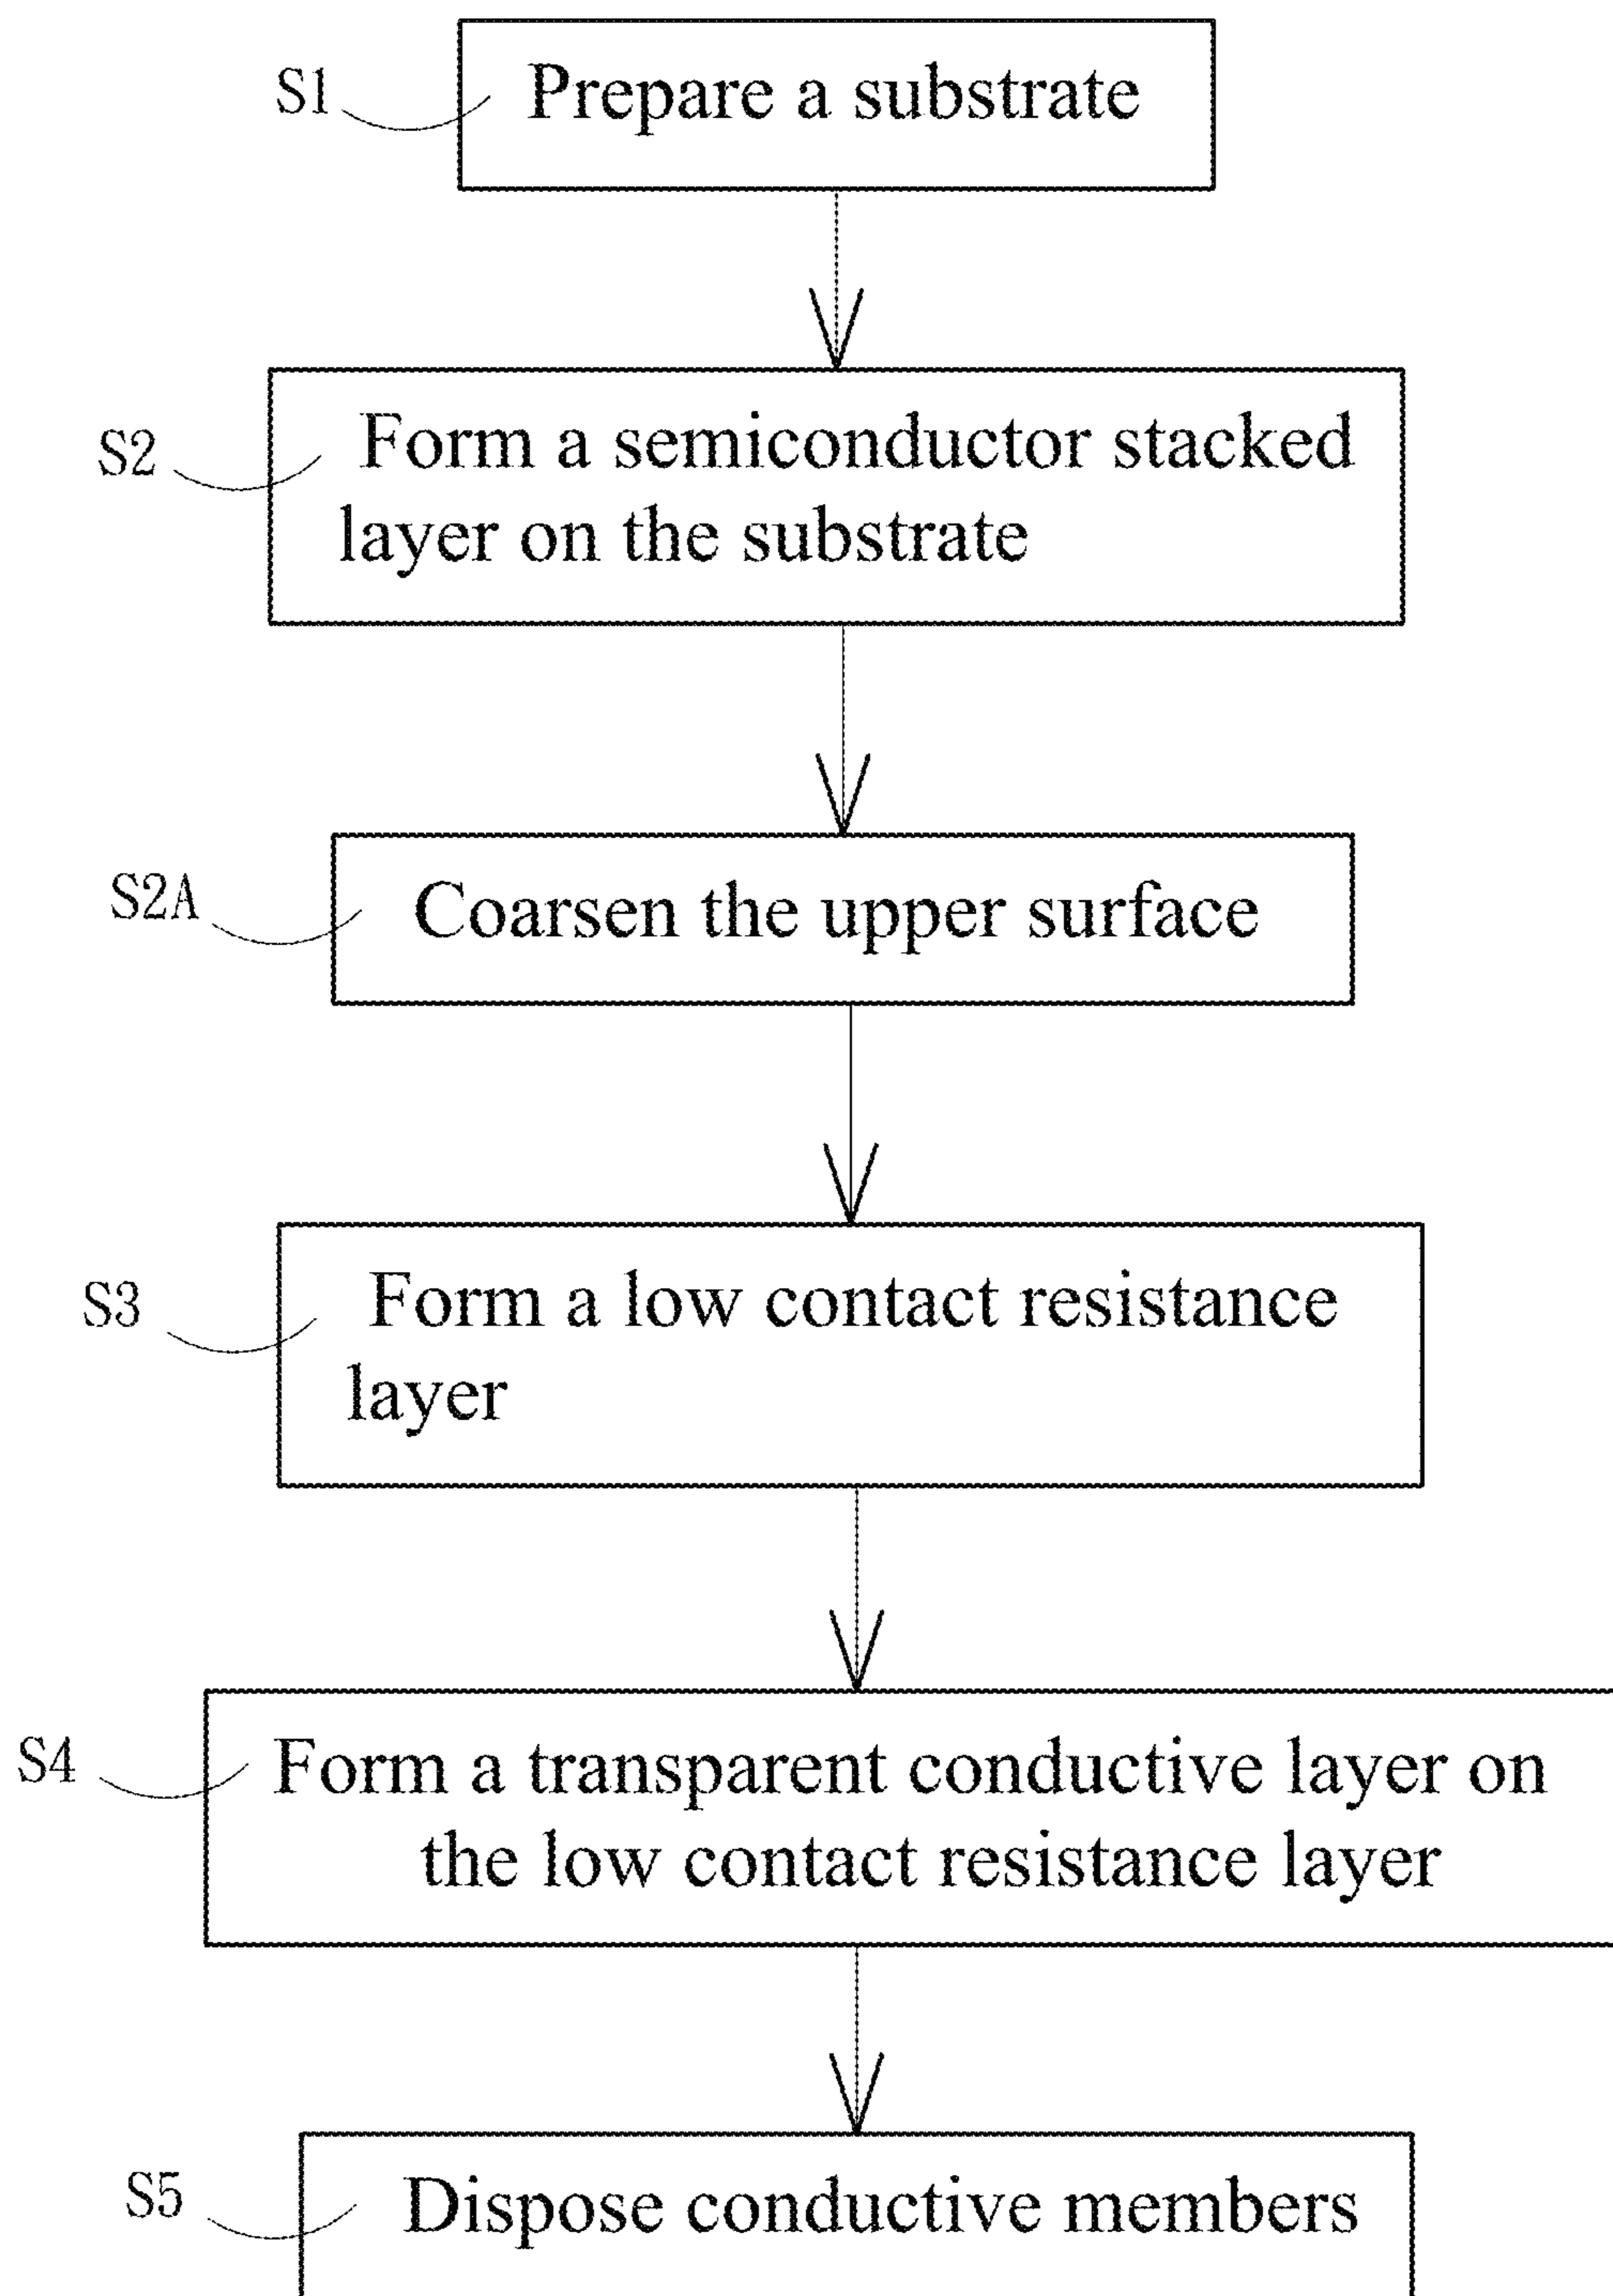 S1
Prepare a substrate
S2
Form a semiconductor stacked
layer on the substrate
S2A
Coarsen the upper surface
S3
Form a low contact resistance
layer
S4
Form a transparent conductive layer on
the low contact resistance layer
S5
Dispose conductive members